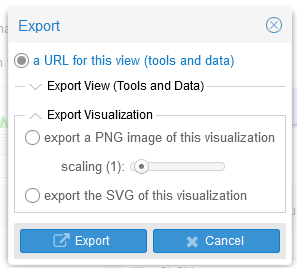 Export
a URL for this view (tools and data)
Export View (Tools and Data)
Export Visualization
export a PNG image of this visualization
scaling (1):
export the SVG of this visualization
Export Cancel